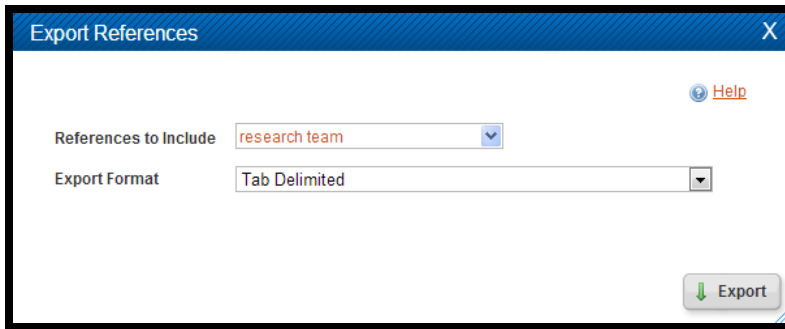 Export References X
Help
References to Include research team
Export Format Tab Delimited
Export